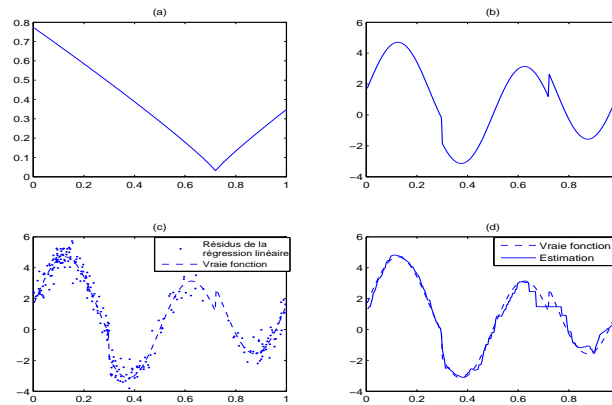 (a)
0.8
0.7
0.6
0.5
0.4
0.3
0.2
0.1
0
0 0.2 0.4 0.6 0.8 1
(b)
6
4
2
0
−2
−4
0 0.2 0.4 0.6 0.8
(c)
6
4
2
0
−2
−4
0 0.2 0.4 0.6 0.8 1
Résidus de la
régression linéaire
Vraie fonction
(d)
6
4
2
0
−2
−4
0 0.2 0.4 0.6 0.8
Vraie fonction
Estimation